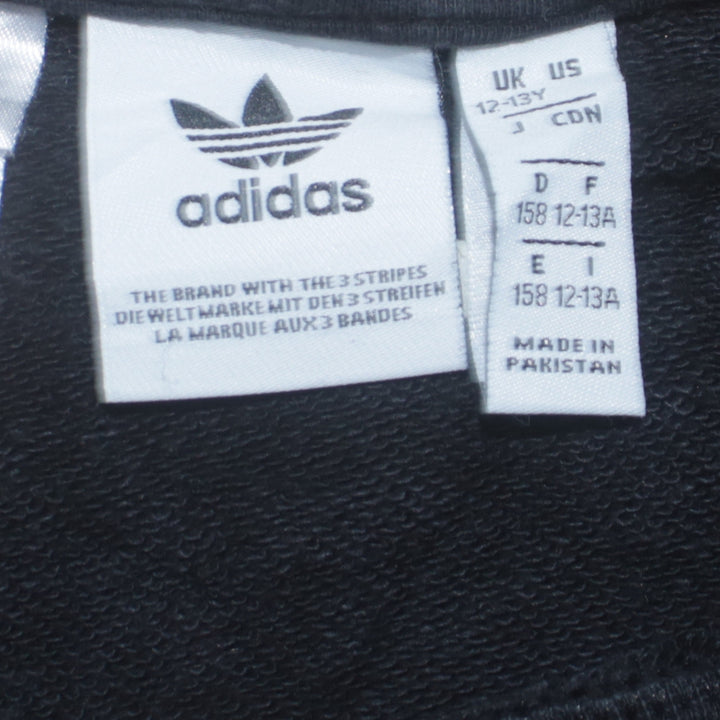 adidas
THE BRAND WITH THE 3 STRIPES
DIE WELTMARKE MIT DEN 3 STREIFEN
LA MARQUE AUX 3 BANDES
UK US
12-13Y
J CDN
D F
158 12-13A
E I
158 12-13A
MADE IN
PAKISTAN